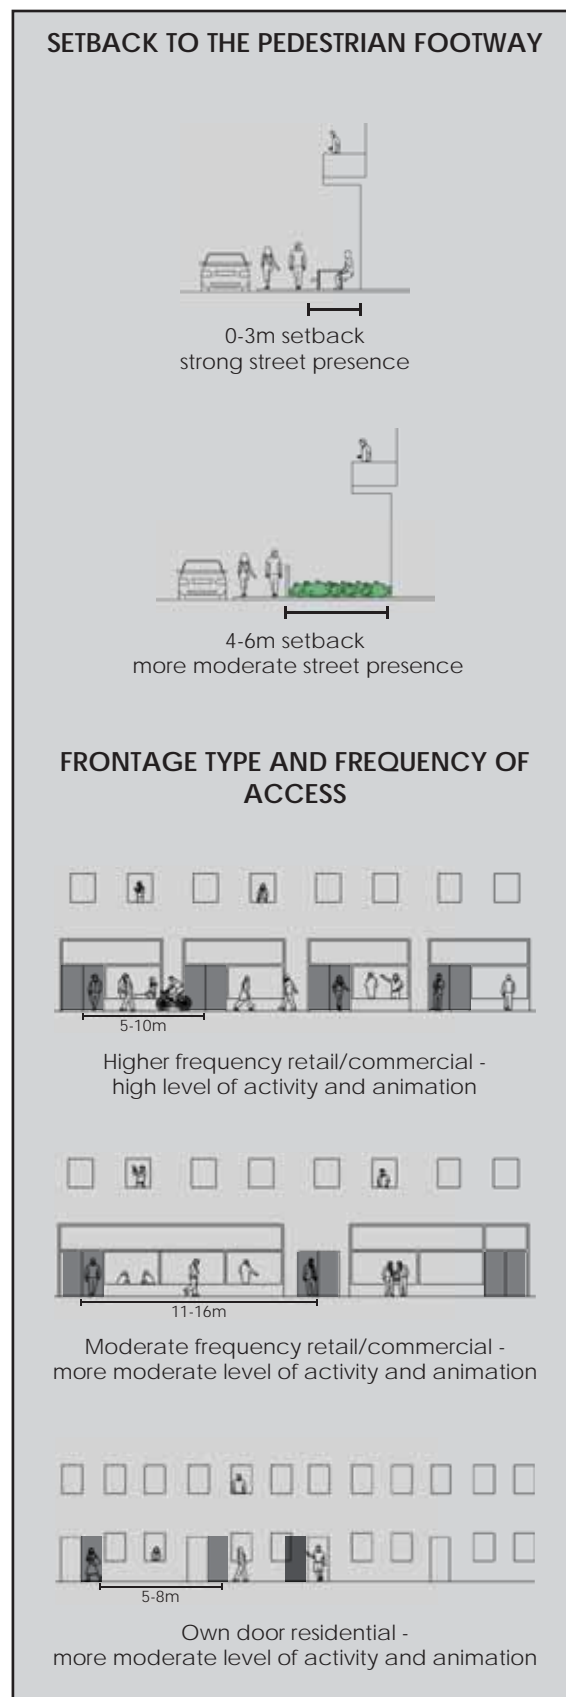 SETBACK TO THE PEDESTRIAN FOOTWAY
0-3m setback
strong street presence
4-6m setback
more moderate street presence
FRONTAGE TYPE AND FREQUENCY OF
ACCESS
5-10m
Higher frequency retail/commercial -
high level of activity and animation
11-16m
Moderate frequency retail/commercial -
more moderate level of activity and animation
5-8m
Own door residential -
more moderate level of activity and animation